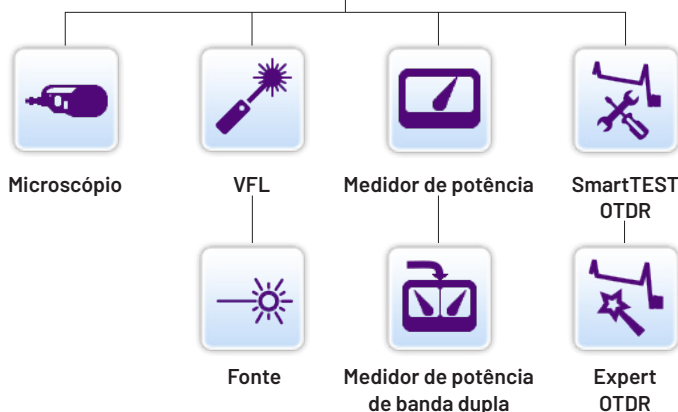 Microscópio
VFL
Medidor de potência
SmartTEST
OTDR
Fonte
Medidor de potência
de banda dupla
Expert
OTDR